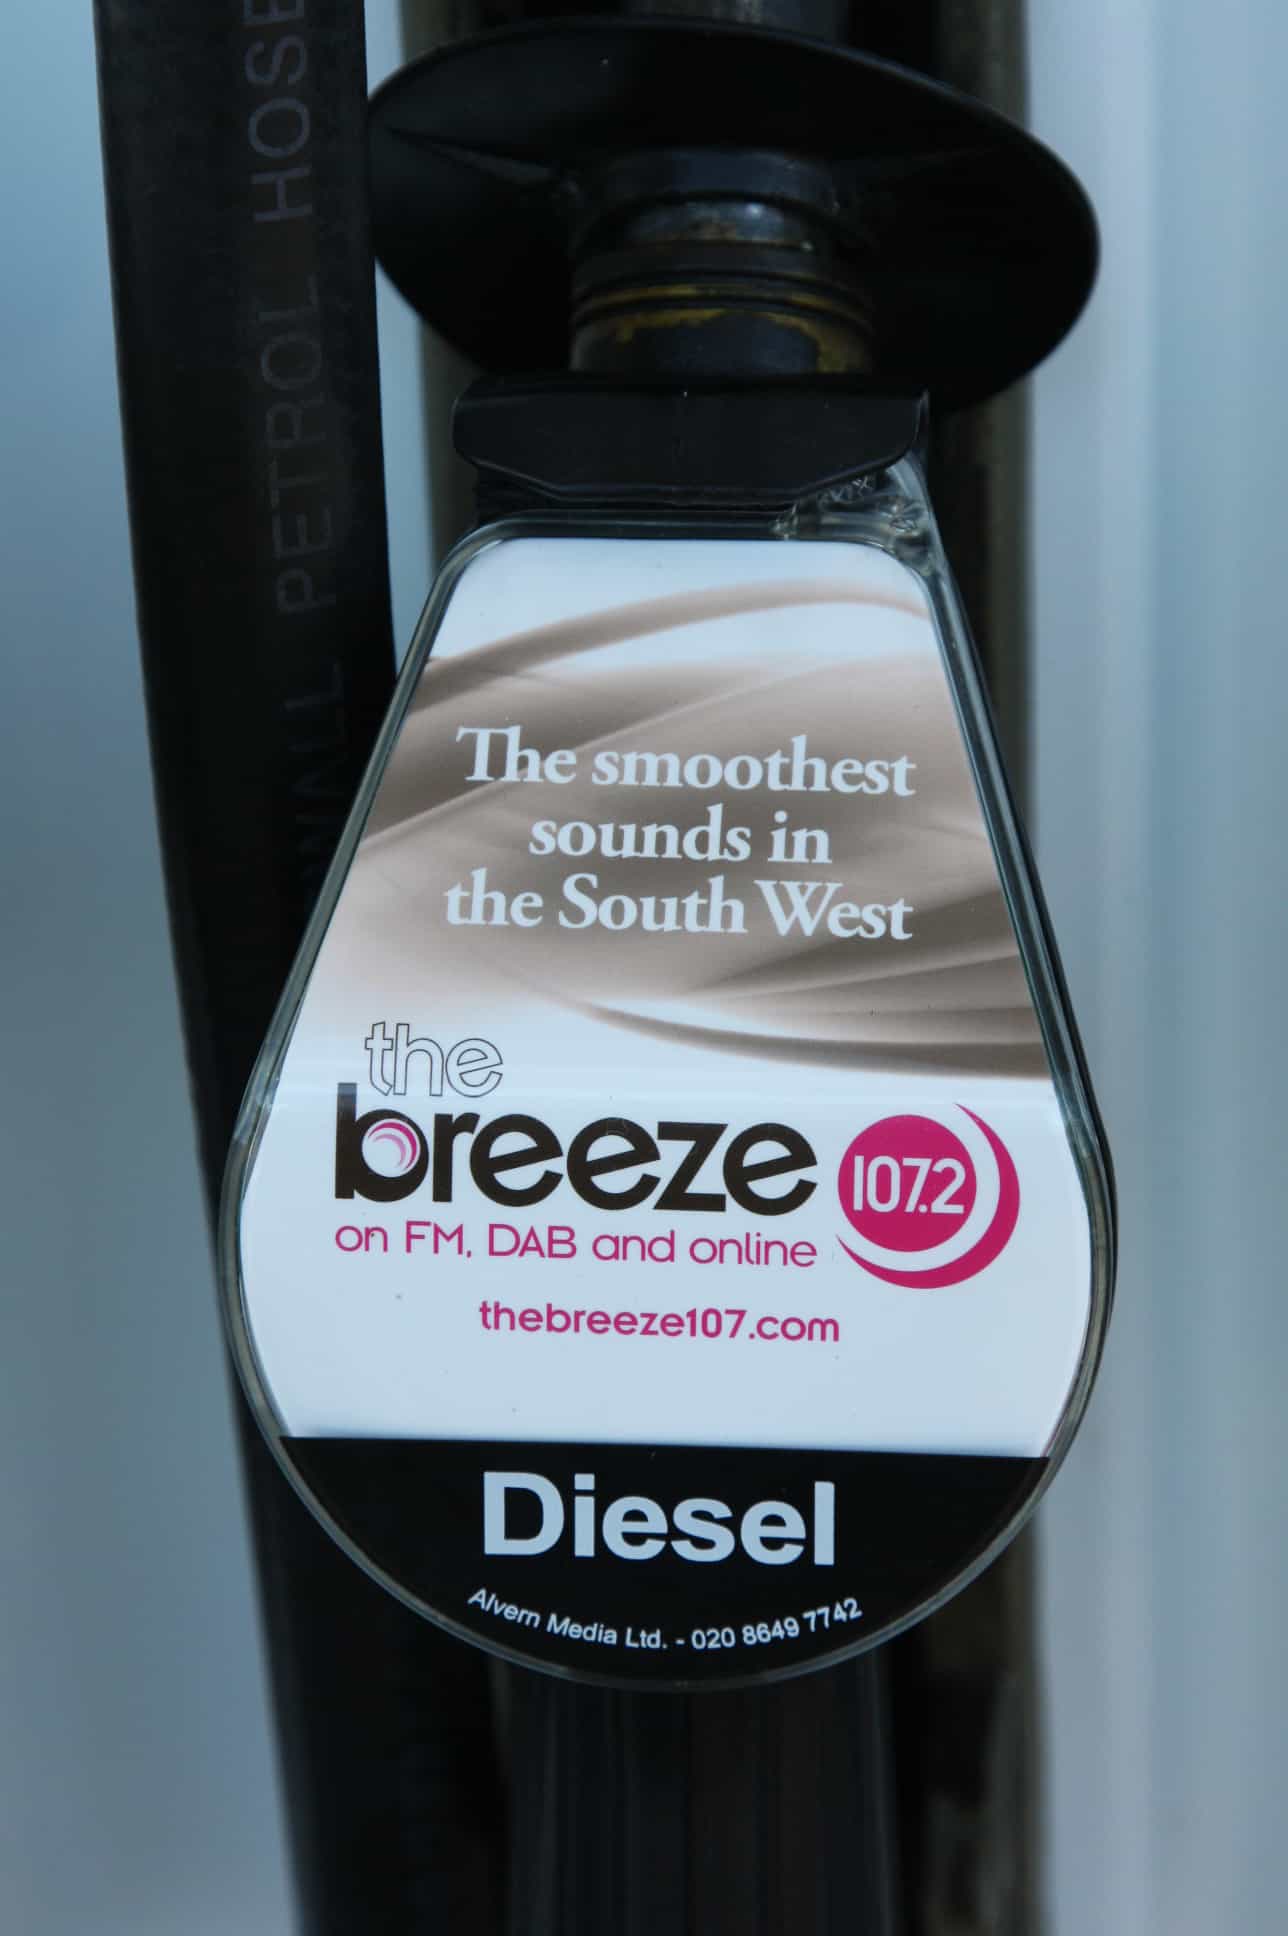 WALL PETROL HOSE
The smoothest
sounds in
the South West
the
breeze
107.2
on FM, DAB and online
thebreeze107.com
Diesel
Alvern Media Ltd. - 020 8649 7742